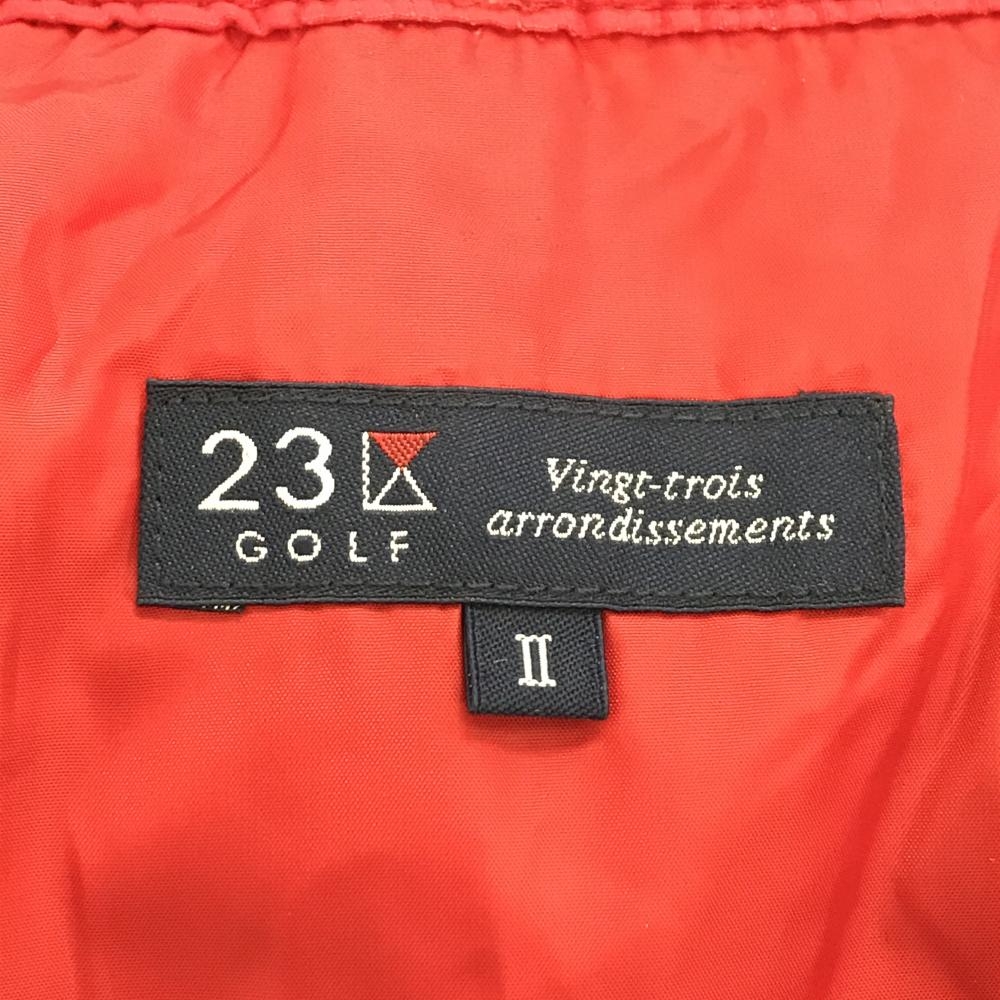 23
GOLF
Vingt-trois
arrondissements
II